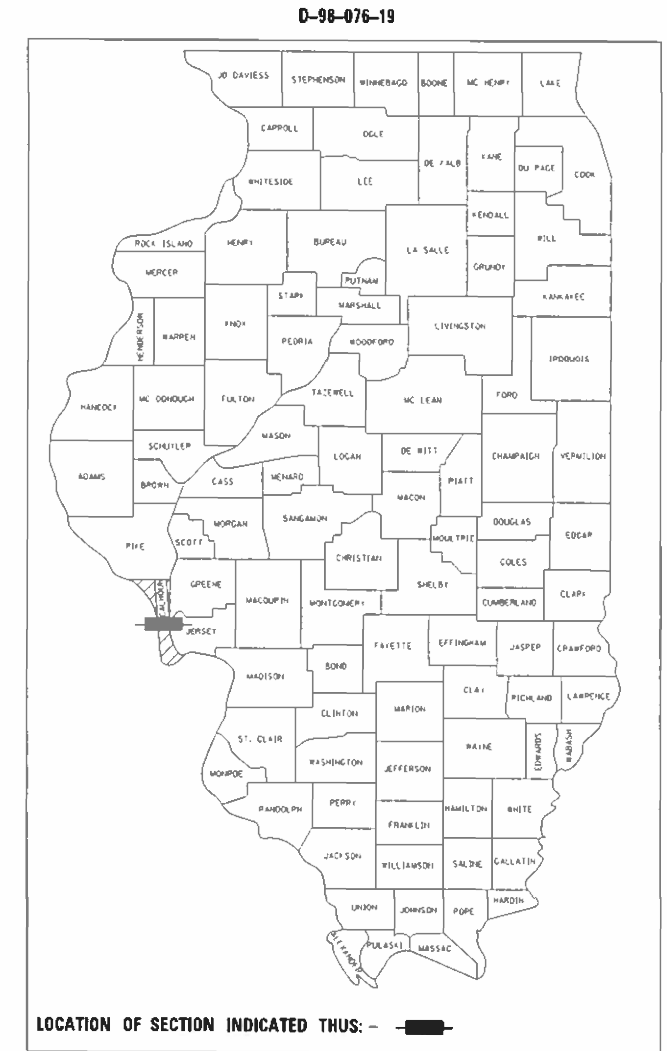 D-98-076-19
JO DAVIESS STEPHENSON WINNEBAGO BOONE MC HENRY LAKE
CARROLL OGLE
DE KALB KANE DU PAGE COOK
WHITESIDE LEE
KENDALL
ROCK ISLAND HENRY BUREAU LA SALLE WILL
MERCER PUTNAM GRUNDY
STARK MARSHALL KANKAKEE
HENDERSON WARREN KNOX PEORIA WOODFORD LIVINGSTON IROQUOIS
HANCOCK MC DONOUGH FULTON TAZEWELL MC LEAN FORD
MASON
SCHUYLER LOGAN DE WITT CHAMPAIGN VERMILION
ADAMS BROWN CASS MENARD PIATT
MACON
MORGAN SANGAMON DOUGLAS
PIKE SCOTT MOULTRIE EDGAR
CHRISTIAN COLES
GREENE SHELBY CLARK
CALHOUN MACOUPIN MONTGOMERY CUMBERLAND
JERSEY FAYETTE EFFINGHAM JASPER CRAWFORD
MADISON BOND
CLAY RICHLAND LAWRENCE
CLINTON MARION
ST. CLAIR WAYNE EDWARDS WABASH
WASHINGTON JEFFERSON
MONROE
RANDOLPH PERRY HAMILTON WHITE
FRANKLIN
JACKSON WILLIAMSON SALINE GALLATIN
HARDIN
UNION JOHNSON POPE
ALEXANDER PULASKI MASSAC
LOCATION OF SECTION INDICATED THUS: -